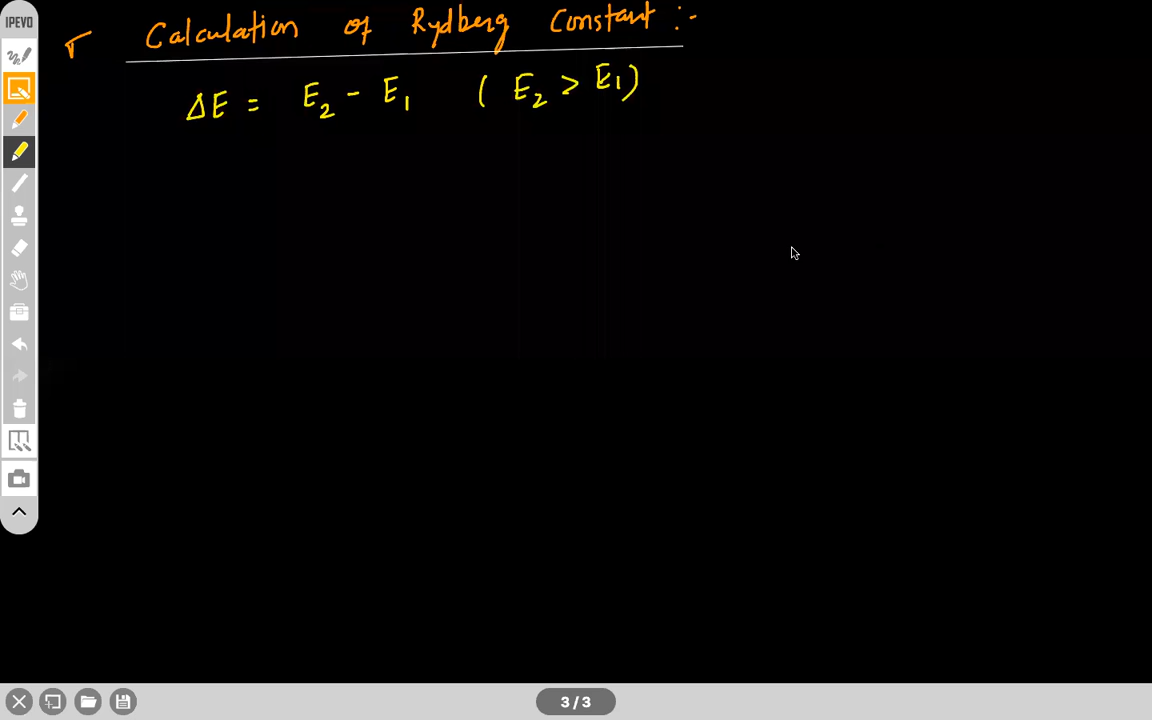 IPEVO
Calculation of Rydberg Constant :-
ΔE = E₂ - E₁ ( E₂ > E₁)
3 / 3